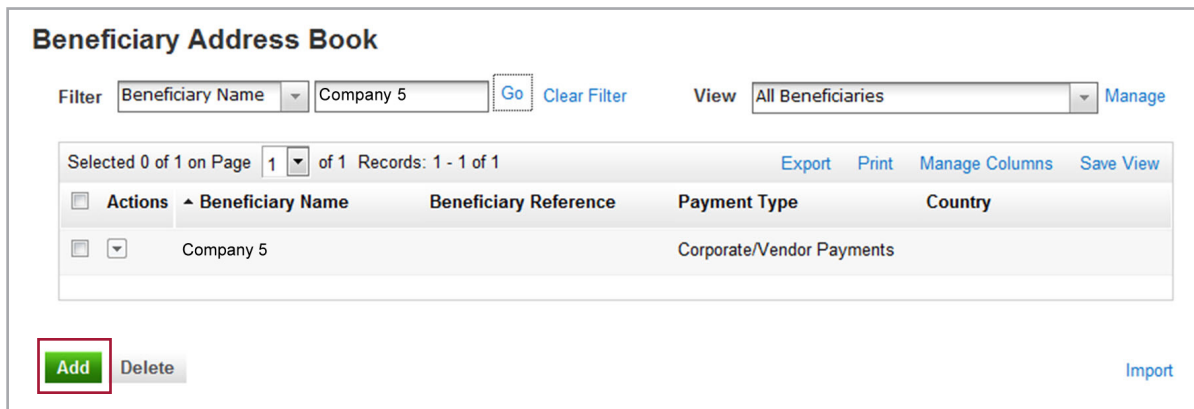 Beneficiary Address Book
Filter Beneficiary Name Company 5 Go Clear Filter View All Beneficiaries Manage
Selected 0 of 1 on Page 1 of 1 Records: 1 - 1 of 1 Export Print Manage Columns Save View
Actions Beneficiary Name Beneficiary Reference Payment Type Country
Company 5 Corporate/Vendor Payments
Add Delete Import